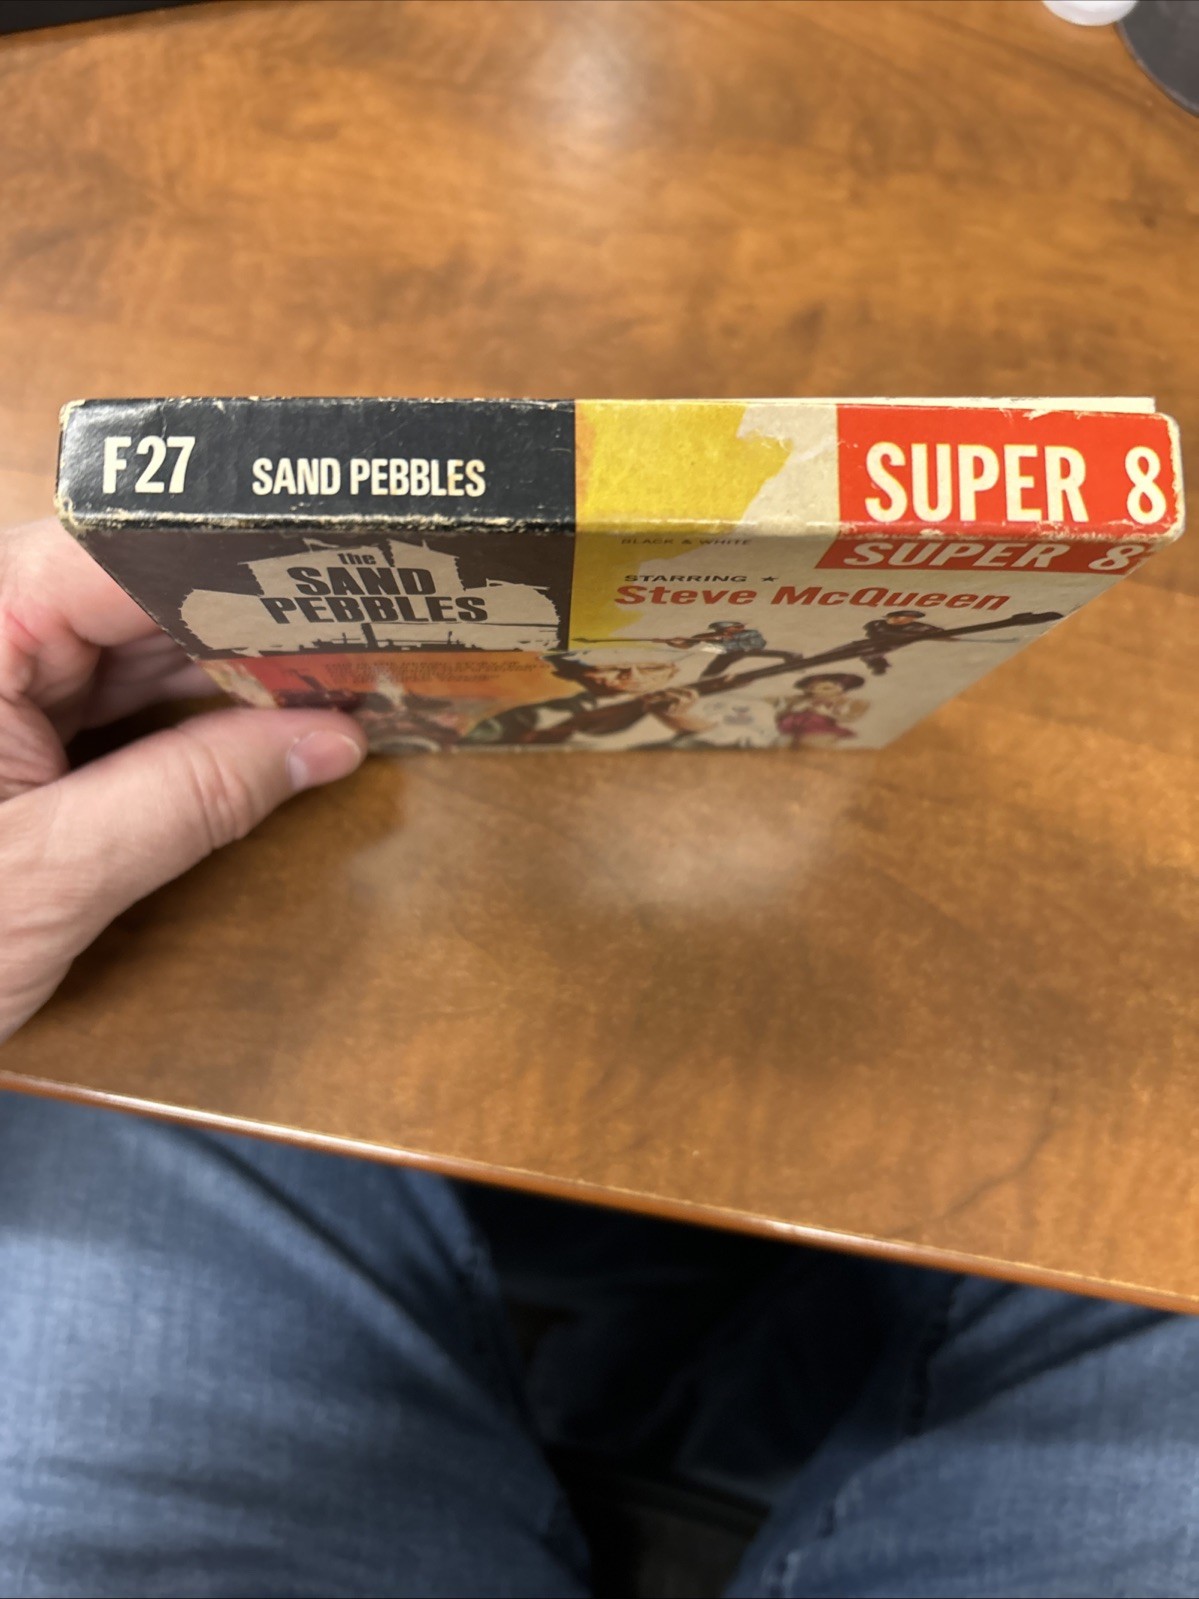 F27 SAND PEBBLES SUPER 8
BLACK & WHITE
SUPER 8
the
SAND
PEBBLES
STARRING ★
Steve McQueen